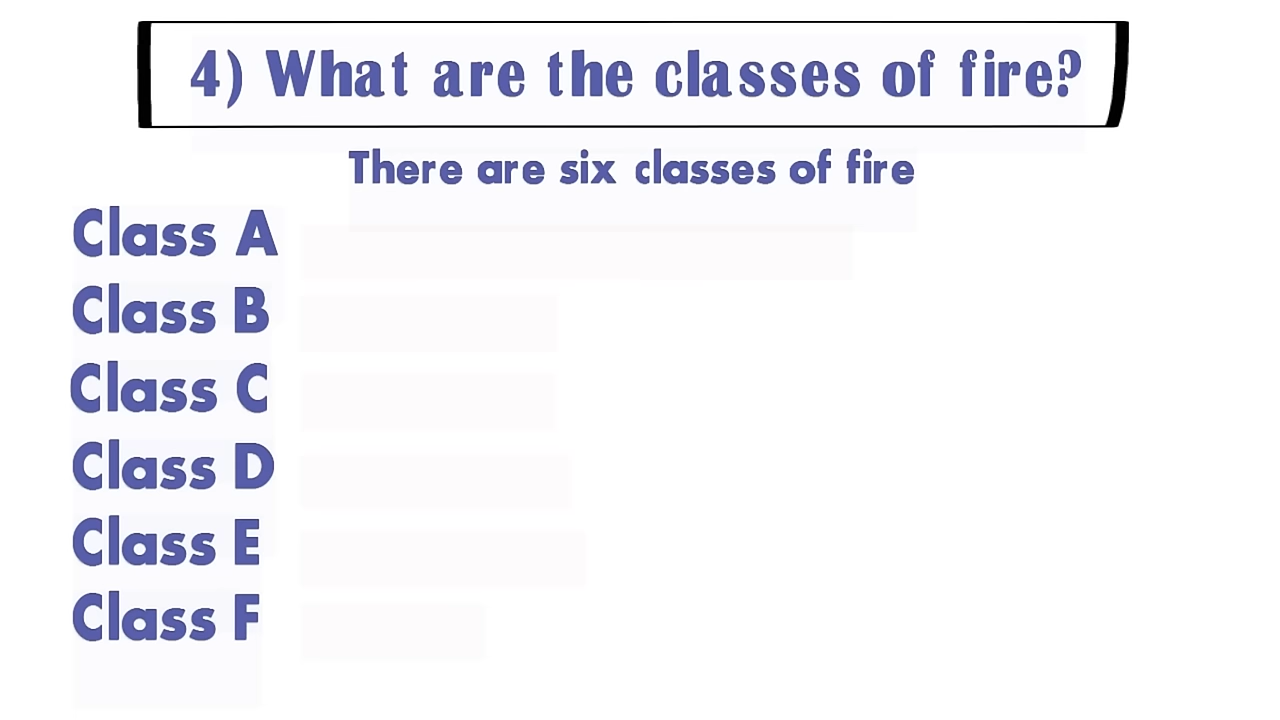 4) What are the classes of fire?
There are six classes of fire
Class A
Class B
Class C
Class D
Class E
Class F